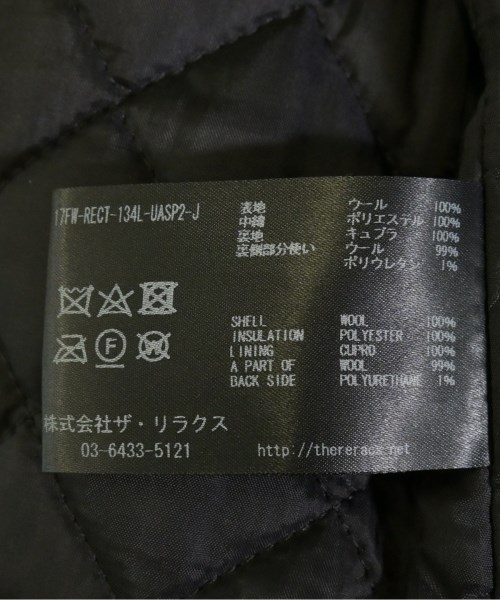 17FW-RECT-134L-UASP2-J
表地 ウール 100%
中綿 ポリエステル 100%
裏地 キュプラ 100%
裏側部分使い ウール 99%
ポリウレタン 1%
F W
SHELL WOOL 100%
INSULATION POLYESTER 100%
LINING CUPRO 100%
A PART OF WOOL 99%
BACK SIDE POLYURETHANE 1%
株式会社ザ・リラクス
03-6433-5121
http://thereracs.net